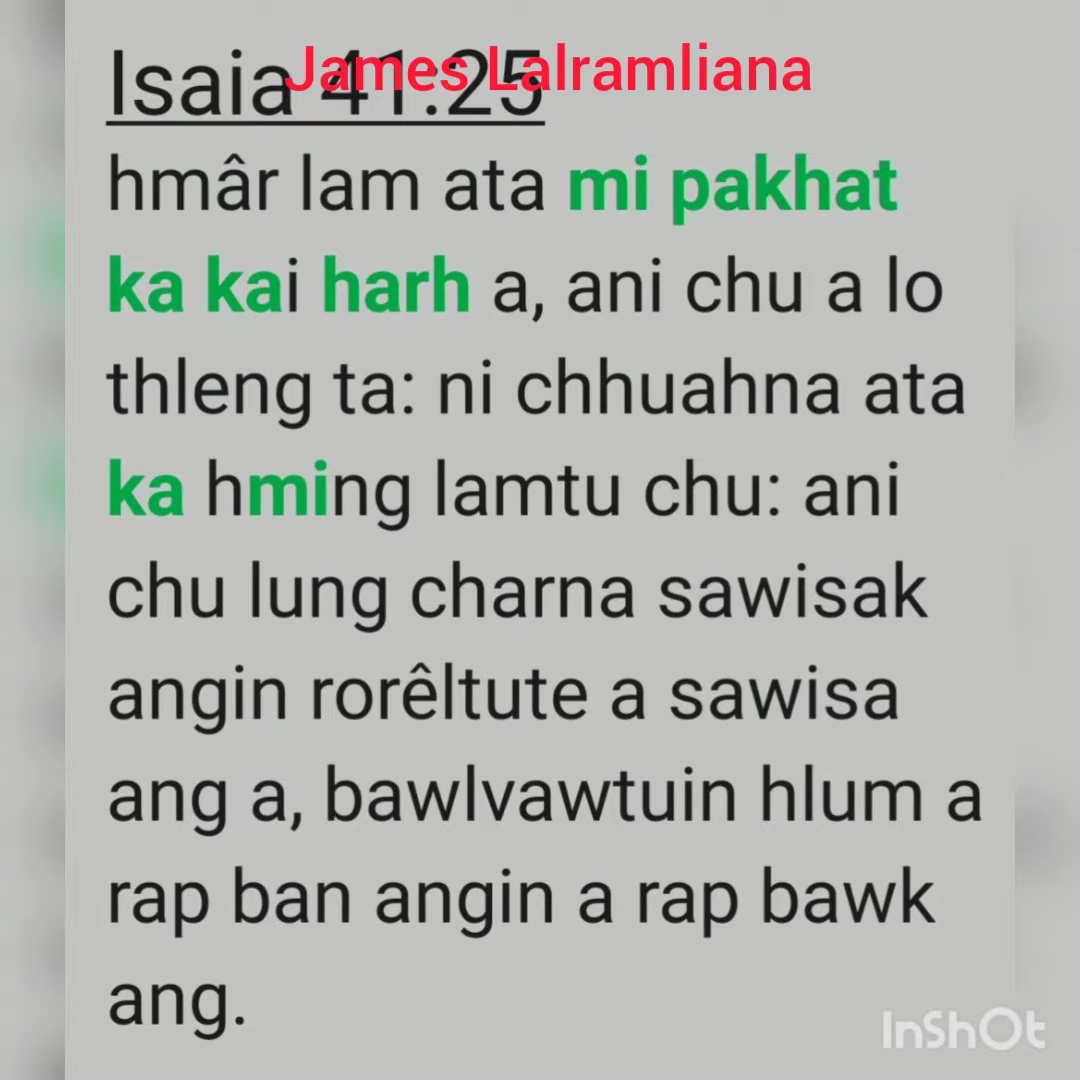 James Lalramliana
Isaia 41:25
hmâr lam ata mi pakhat
ka kai harh a, ani chu a lo
thleng ta: ni chhuahna ata
ka hming lamtu chu: ani
chu lung charna sawisak
angin rorêltute a sawisa
ang a, bawlvawtuin hlum a
rap ban angin a rap bawk
ang.
InShOt